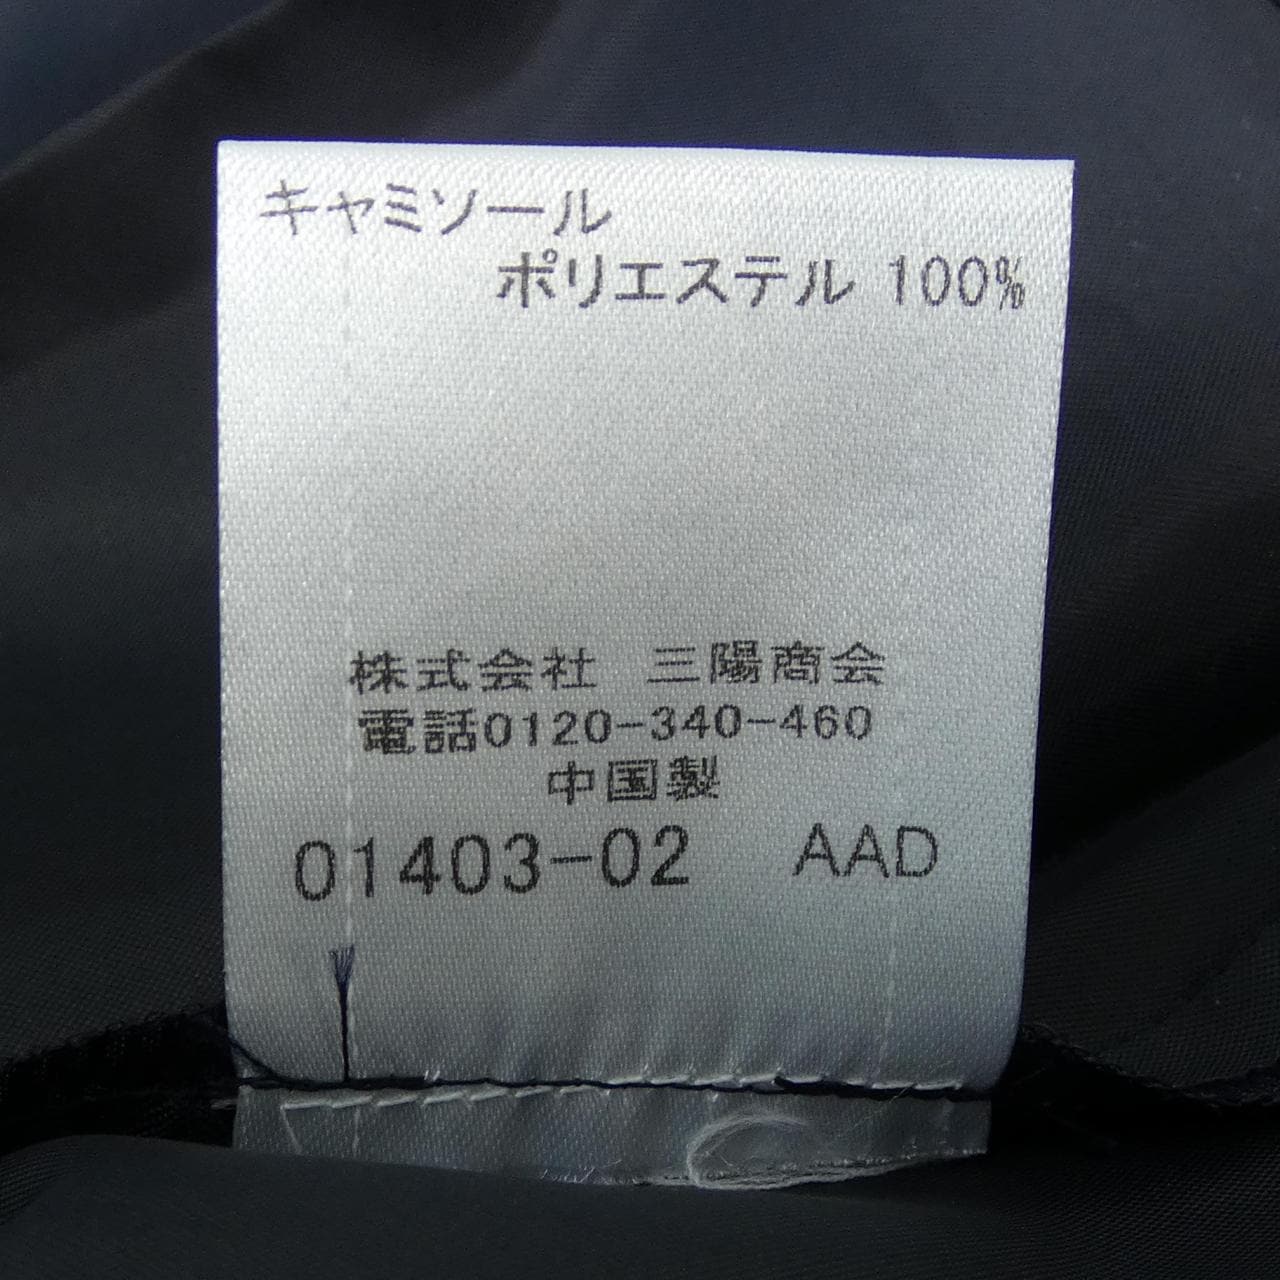 キャミソール
ポリエステル 100%
株式会社 三陽商会
電話0120-340-460
中国製
01403-02 AAD